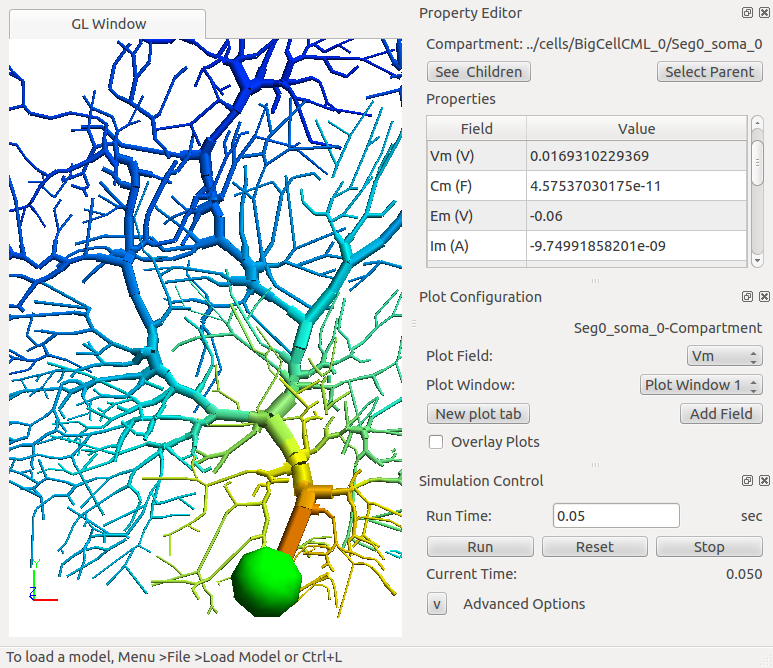 GL Window
Property Editor
Compartment: ../cells/BigCellCML_0/Seg0_soma_0
See Children
Select Parent
Properties
Field Value
Vm (V) 0.0169310229369
Cm (F) 4.57537030175e-11
Em (V) -0.06
Im (A) -9.74991858201e-09
Plot Configuration
Seg0_soma_0-Compartment
Plot Field: Vm
Plot Window: Plot Window 1
New plot tab
Add Field
Overlay Plots
Simulation Control
Run Time: 0.05 sec
Run Reset Stop
Current Time: 0.050
v Advanced Options
Y
Z
To load a model, Menu >File >Load Model or Ctrl+L